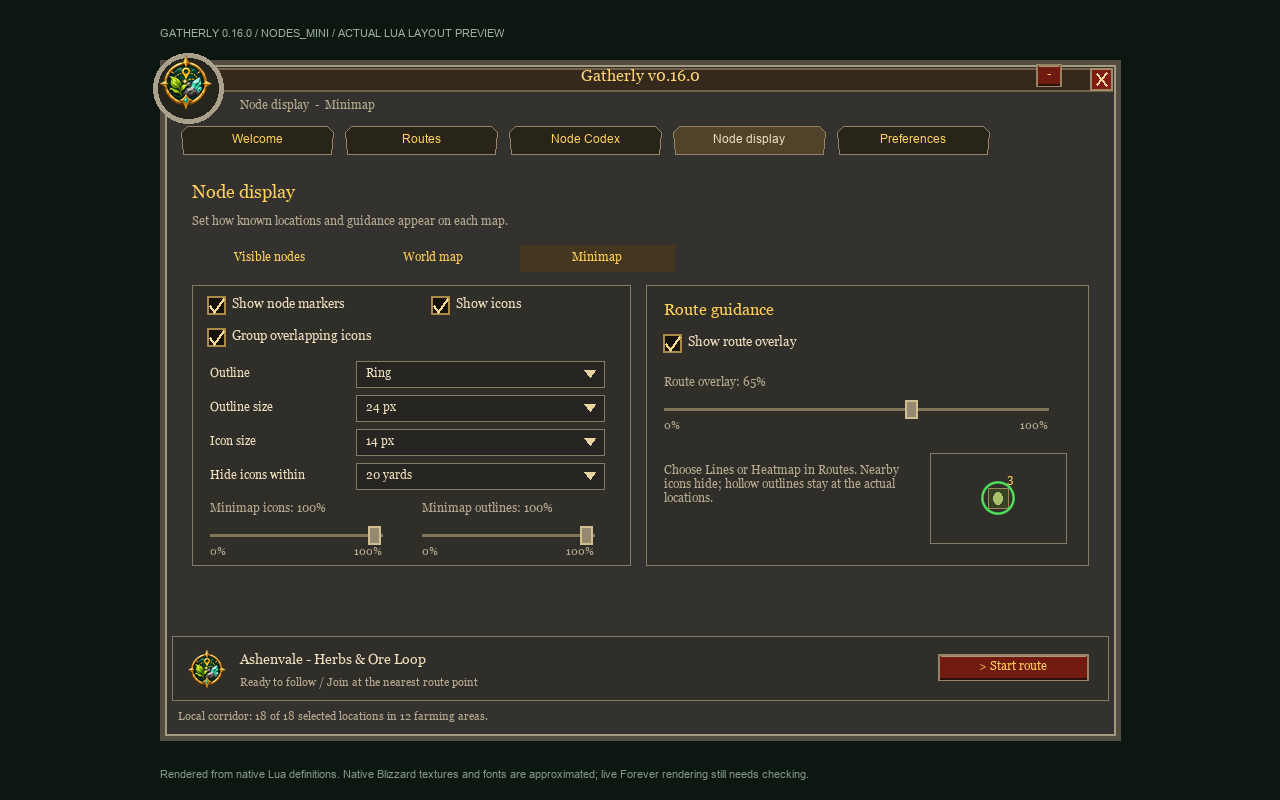 GATHERLY 0.16.0 / NODES_MINI / ACTUAL LUA LAYOUT PREVIEW
Gatherly v0.16.0
-
X
Node display - Minimap
Welcome
Routes
Node Codex
Node display
Preferences
Node display
Set how known locations and guidance appear on each map.
Visible nodes
World map
Minimap
Show node markers
Show icons
Group overlapping icons
Outline
Ring
Outline size
24 px
Icon size
14 px
Hide icons within
20 yards
Minimap icons: 100%
Minimap outlines: 100%
0%
100%
0%
100%
Route guidance
Show route overlay
Route overlay: 65%
0%
100%
Choose Lines or Heatmap in Routes. Nearby
icons hide; hollow outlines stay at the actual
locations.
3
Ashenvale - Herbs & Ore Loop
Ready to follow / Join at the nearest route point
> Start route
Local corridor: 18 of 18 selected locations in 12 farming areas.
Rendered from native Lua definitions. Native Blizzard textures and fonts are approximated; live Forever rendering still needs checking.